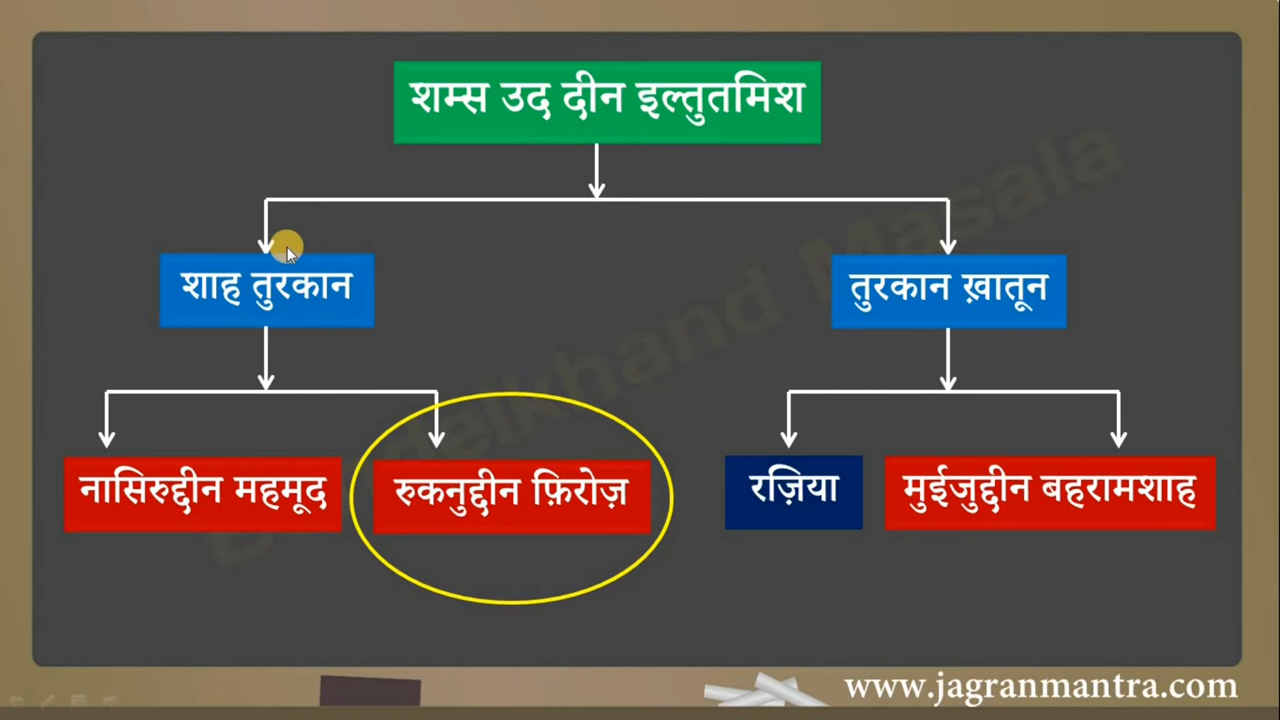 शम्स उद दीन इल्तुतमिश
शाह तुरकान
तुरकान ख़ातून
नासिरुद्दीन महमूद
रुकनुद्दीन फ़िरोज़
रज़िया
मुईजुद्दीन बहरामशाह
www.jagranmantra.com